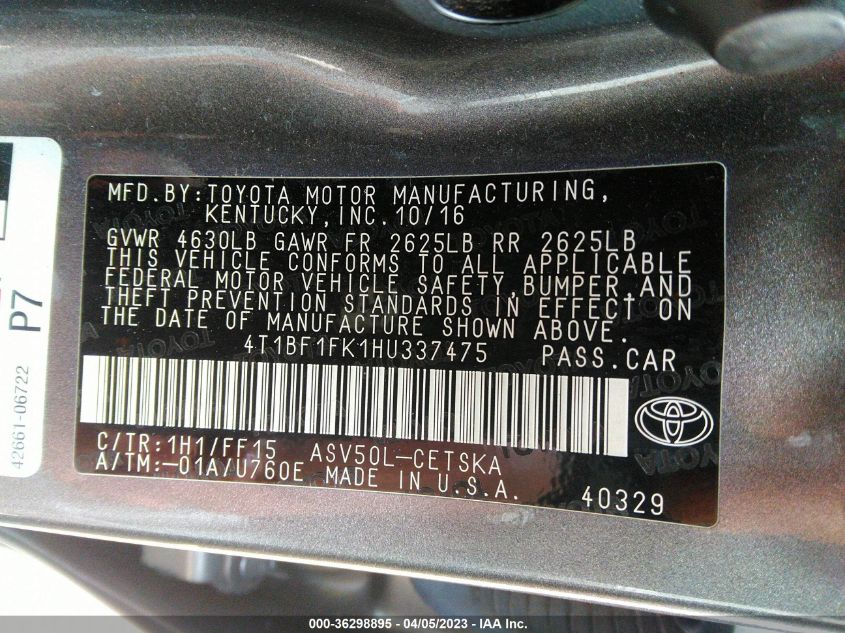 MFD.BY:TOYOTA MOTOR MANUFACTURING,
KENTUCKY,INC.10/16
GVWR 4630LB GAWR FR 2625LB RR 2625LB
THIS VEHICLE CONFORMS TO ALL APPLICABLE
FEDERAL MOTOR VEHICLE SAFETY,BUMPER,AND
THEFT PREVENTION STANDARDS IN EFFECT ON
THE DATE OF MANUFACTURE SHOWN ABOVE.
4T1BF1FK1HU337475 PASS.CAR
C/TR:1H1/FF15 ASV50L-CETSKA
A/TM:-01A/U760E MADE IN U.S.A.
40329
P7
42661-06722
000-36298895 - 04/05/2023 - IAA Inc.